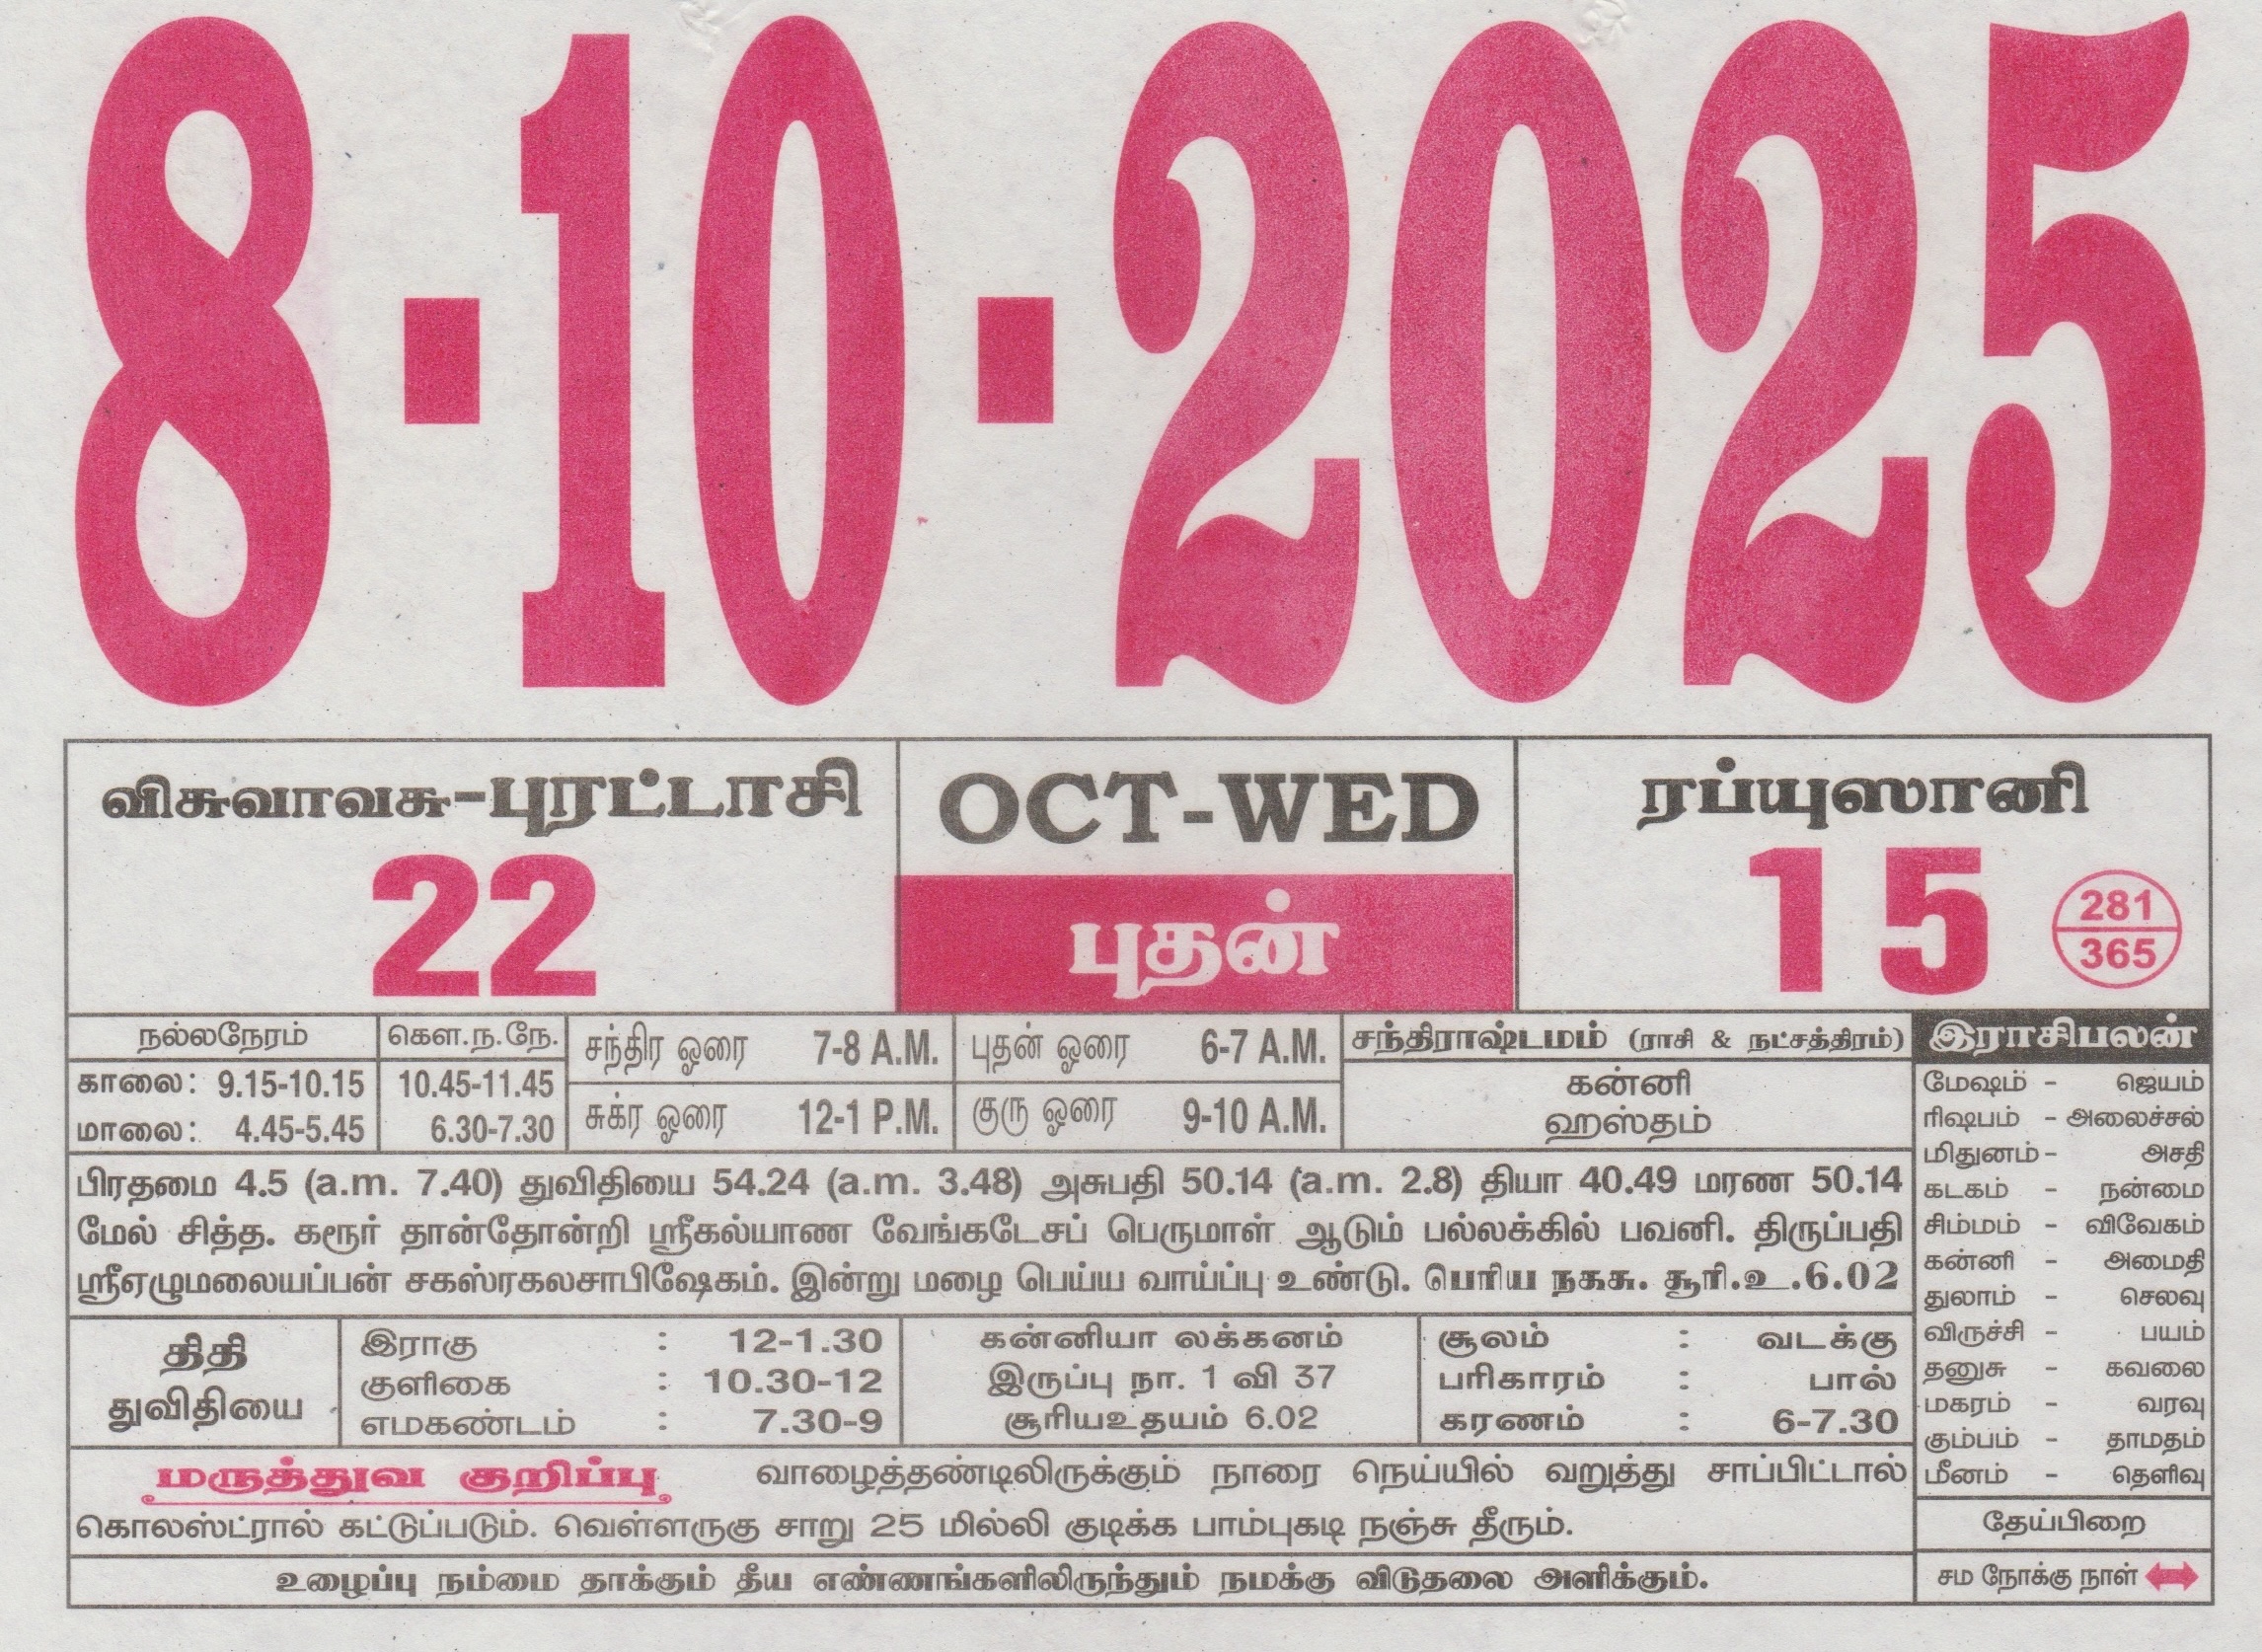 8-10-2025
விசுவாவசு-புரட்டாசி
22
OCT-WED
புதன்
ரப்யுஸானி
15
281
365
நல்லநேரம்
காலை: 9.15-10.15
மாலை: 4.45-5.45
கௌ.ந.நே.
10.45-11.45
6.30-7.30
சந்திர ஓரை 7-8 A.M.
சுக்ர ஓரை 12-1 P.M.
புதன் ஓரை 6-7 A.M.
குரு ஓரை 9-10 A.M.
சந்திராஷ்டமம் (ராசி & நட்சத்திரம்)
கன்னி
ஹஸ்தம்
பிரதமை 4.5 (a.m. 7.40) துவிதியை 54.24 (a.m. 3.48) அசுபதி 50.14 (a.m. 2.8) தியா 40.49 மரண 50.14
மேல் சித்த. கரூர் தான்தோன்றி ஸ்ரீகல்யாண வேங்கடேசப் பெருமாள் ஆடும் பல்லக்கில் பவனி. திருப்பதி
ஸ்ரீஏழுமலையப்பன் சகஸ்ரகலசாபிஷேகம். இன்று மழை பெய்ய வாய்ப்பு உண்டு. பெரிய நகசு. சூரி.உ.6.02
திதி
துவிதியை
இராகு : 12-1.30
குளிகை : 10.30-12
எமகண்டம் : 7.30-9
கன்னியா லக்கனம்
இருப்பு நா. 1 வி 37
சூரியஉதயம் 6.02
சூலம் : வடக்கு
பரிகாரம் : பால்
கரணம் : 6-7.30
மருத்துவ குறிப்பு வாழைத்தண்டிலிருக்கும் நாரை நெய்யில் வறுத்து சாப்பிட்டால்
கொலஸ்ட்ரால் கட்டுப்படும். வெள்ளருகு சாறு 25 மில்லி குடிக்க பாம்புகடி நஞ்சு தீரும்.
உழைப்பு நம்மை தாக்கும் தீய எண்ணங்களிலிருந்தும் நமக்கு விடுதலை அளிக்கும்.
இராசிபலன்
மேஷம் - ஜெயம்
ரிஷபம் - அலைச்சல்
மிதுனம் - அசதி
கடகம் - நன்மை
சிம்மம் - விவேகம்
கன்னி - அமைதி
துலாம் - செலவு
விருச்சி - பயம்
தனுசு - கவலை
மகரம் - வரவு
கும்பம் - தாமதம்
மீனம் - தெளிவு
தேய்பிறை
சம நோக்கு நாள்